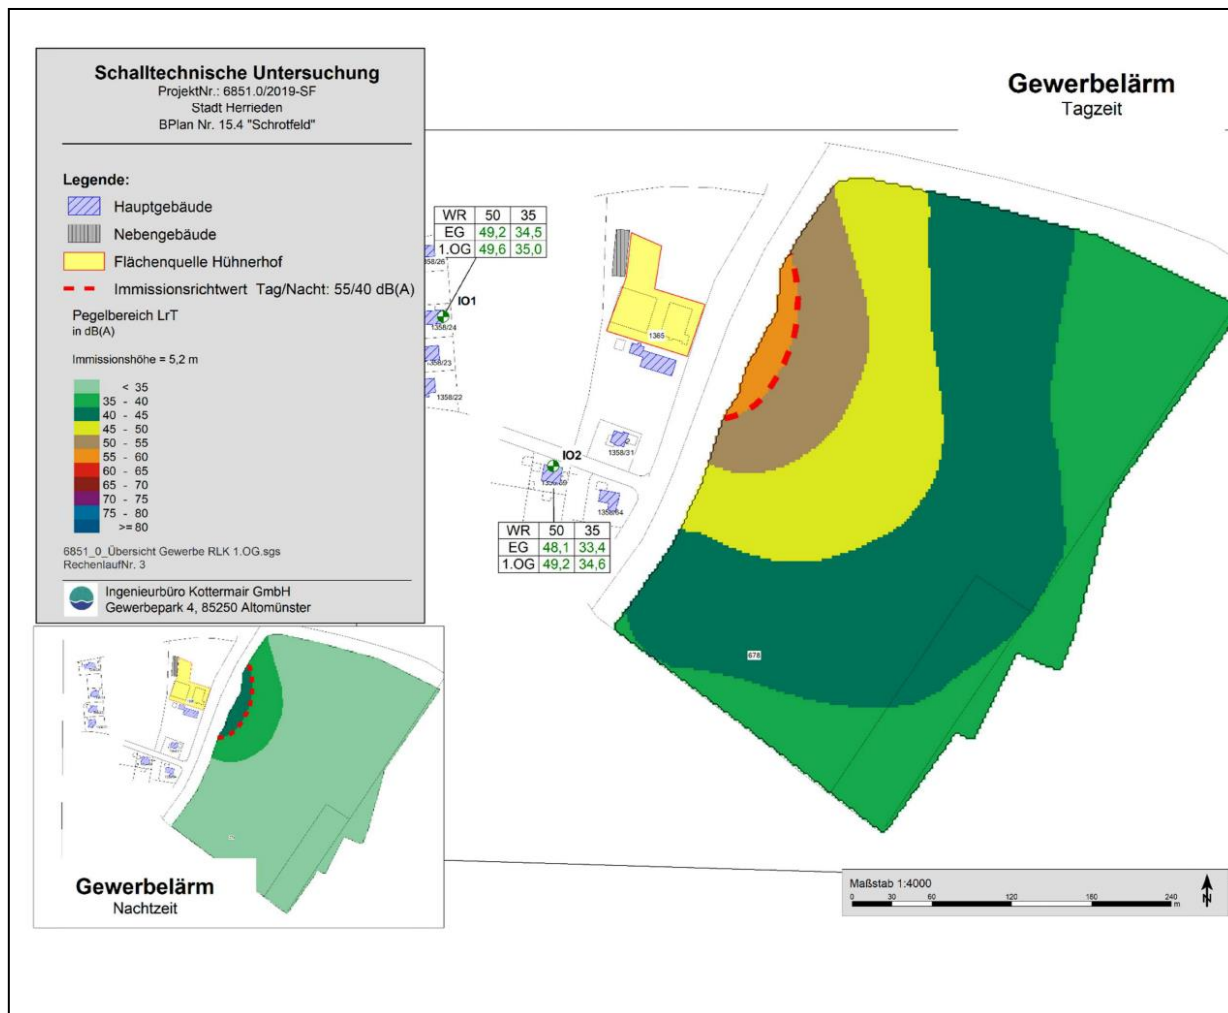 Schalltechnische Untersuchung
ProjektNr.: 6851.0/2019-SF
Stadt Herrieden
BPlan Nr. 15.4 "Schrotfeld"
Legende:
Hauptgebäude
Nebengebäude
Flächenquelle Hühnerhof
Immissionsrichtwert Tag/Nacht: 55/40 dB(A)
Pegelbereich LrT
in dB(A)
Immissionshöhe = 5,2 m
< 35
35 - 40
40 - 45
45 - 50
50 - 55
55 - 60
60 - 65
65 - 70
70 - 75
75 - 80
>= 80
6851_0_Übersicht Gewerbe RLK 1.OG.sgs
RechenlaufNr. 3
Ingenieurbüro Kottermair GmbH
Gewerbepark 4, 85250 Altomünster
Gewerbelärm
Tagzeit
WR 50 35
EG 49,2 34,5
1.OG 49,6 35,0
IO1
1358/24
1358/23
1358/22
1365
1358/31
IO2
WR 50 35
EG 48,1 33,4
1.OG 49,2 34,6
678
Gewerbelärm
Nachtzeit
Maßstab 1:4000
0 30 60 120 180 240
m
N